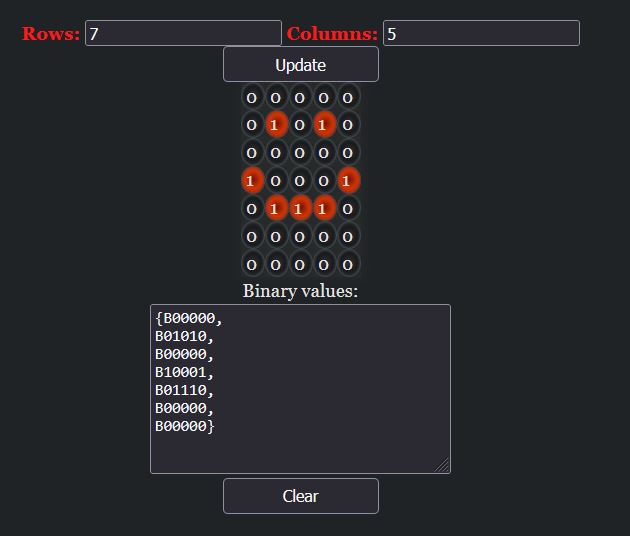 Rows: 7 Columns: 5
Update
0 0 0 0 0
0 1 0 1 0
0 0 0 0 0
1 0 0 0 1
0 1 1 1 0
0 0 0 0 0
0 0 0 0 0
Binary values:
{B00000,
B01010,
B00000,
B10001,
B01110,
B00000,
B00000}
Clear